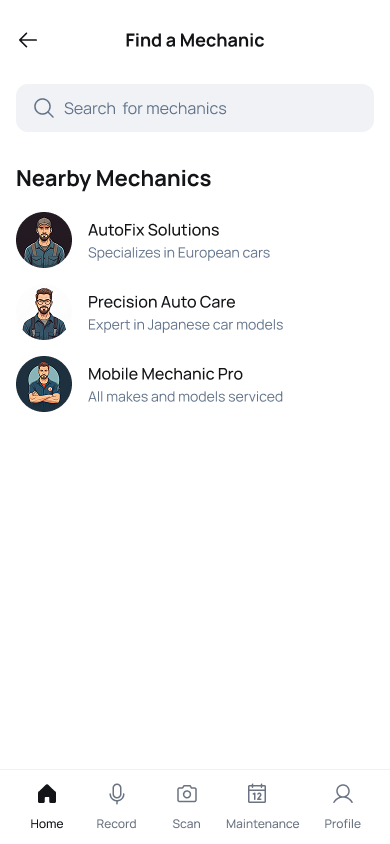 Find a Mechanic
Search for mechanics
Nearby Mechanics
AutoFix Solutions
Specializes in European cars
Precision Auto Care
Expert in Japanese car models
Mobile Mechanic Pro
All makes and models serviced
12
Home Record Scan Maintenance Profile